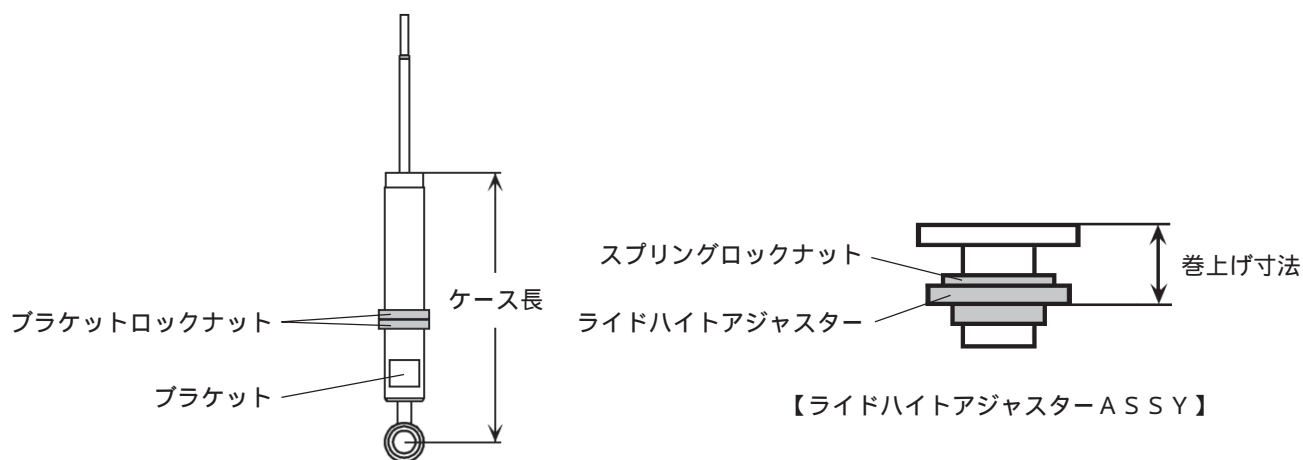 ケース長
ブラケットロックナット
ブラケット
スプリングロックナット
ライドハイトアジャスター
巻上げ寸法
【ライドハイトアジャスターＡＳＳＹ】